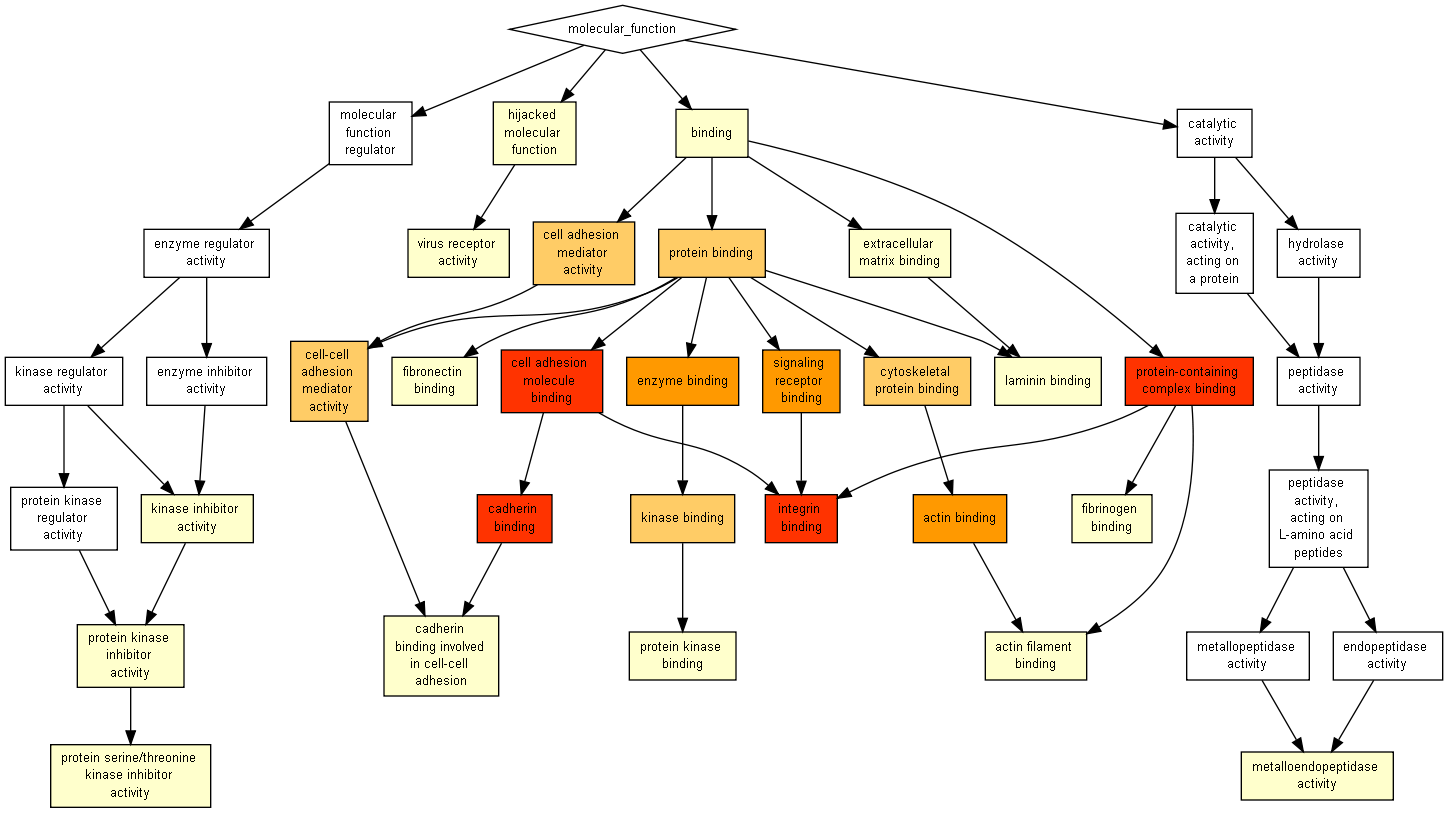 molecular_function
molecular
function
regulator
hijacked
molecular
function
binding
catalytic
activity
enzyme regulator
activity
virus receptor
activity
cell adhesion
mediator
activity
protein binding
extracellular
matrix binding
catalytic
activity,
acting on
a protein
hydrolase
activity
kinase regulator
activity
enzyme inhibitor
activity
cell-cell
adhesion
mediator
activity
fibronectin
binding
cell adhesion
molecule
binding
enzyme binding
signaling
receptor
binding
cytoskeletal
protein binding
laminin binding
protein-containing
complex binding
peptidase
activity
protein kinase
regulator
activity
kinase inhibitor
activity
cadherin
binding
kinase binding
integrin
binding
actin binding
fibrinogen
binding
peptidase
activity,
acting on
L-amino acid
peptides
protein kinase
inhibitor
activity
cadherin
binding involved
in cell-cell
adhesion
protein kinase
binding
actin filament
binding
metallopeptidase
activity
endopeptidase
activity
protein serine/threonine
kinase inhibitor
activity
metalloendopeptidase
activity